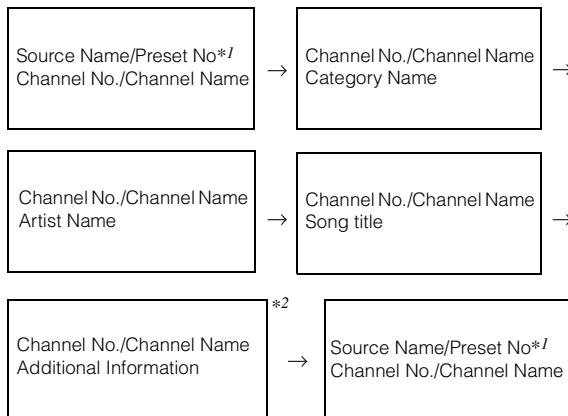 Source Name/Preset No*1
Channel No./Channel Name
→
Channel No./Channel Name
Category Name
→
Channel No./Channel Name
Artist Name
→
Channel No./Channel Name
Song title
→
Channel No./Channel Name
Additional Information
*2
→
Source Name/Preset No*1
Channel No./Channel Name